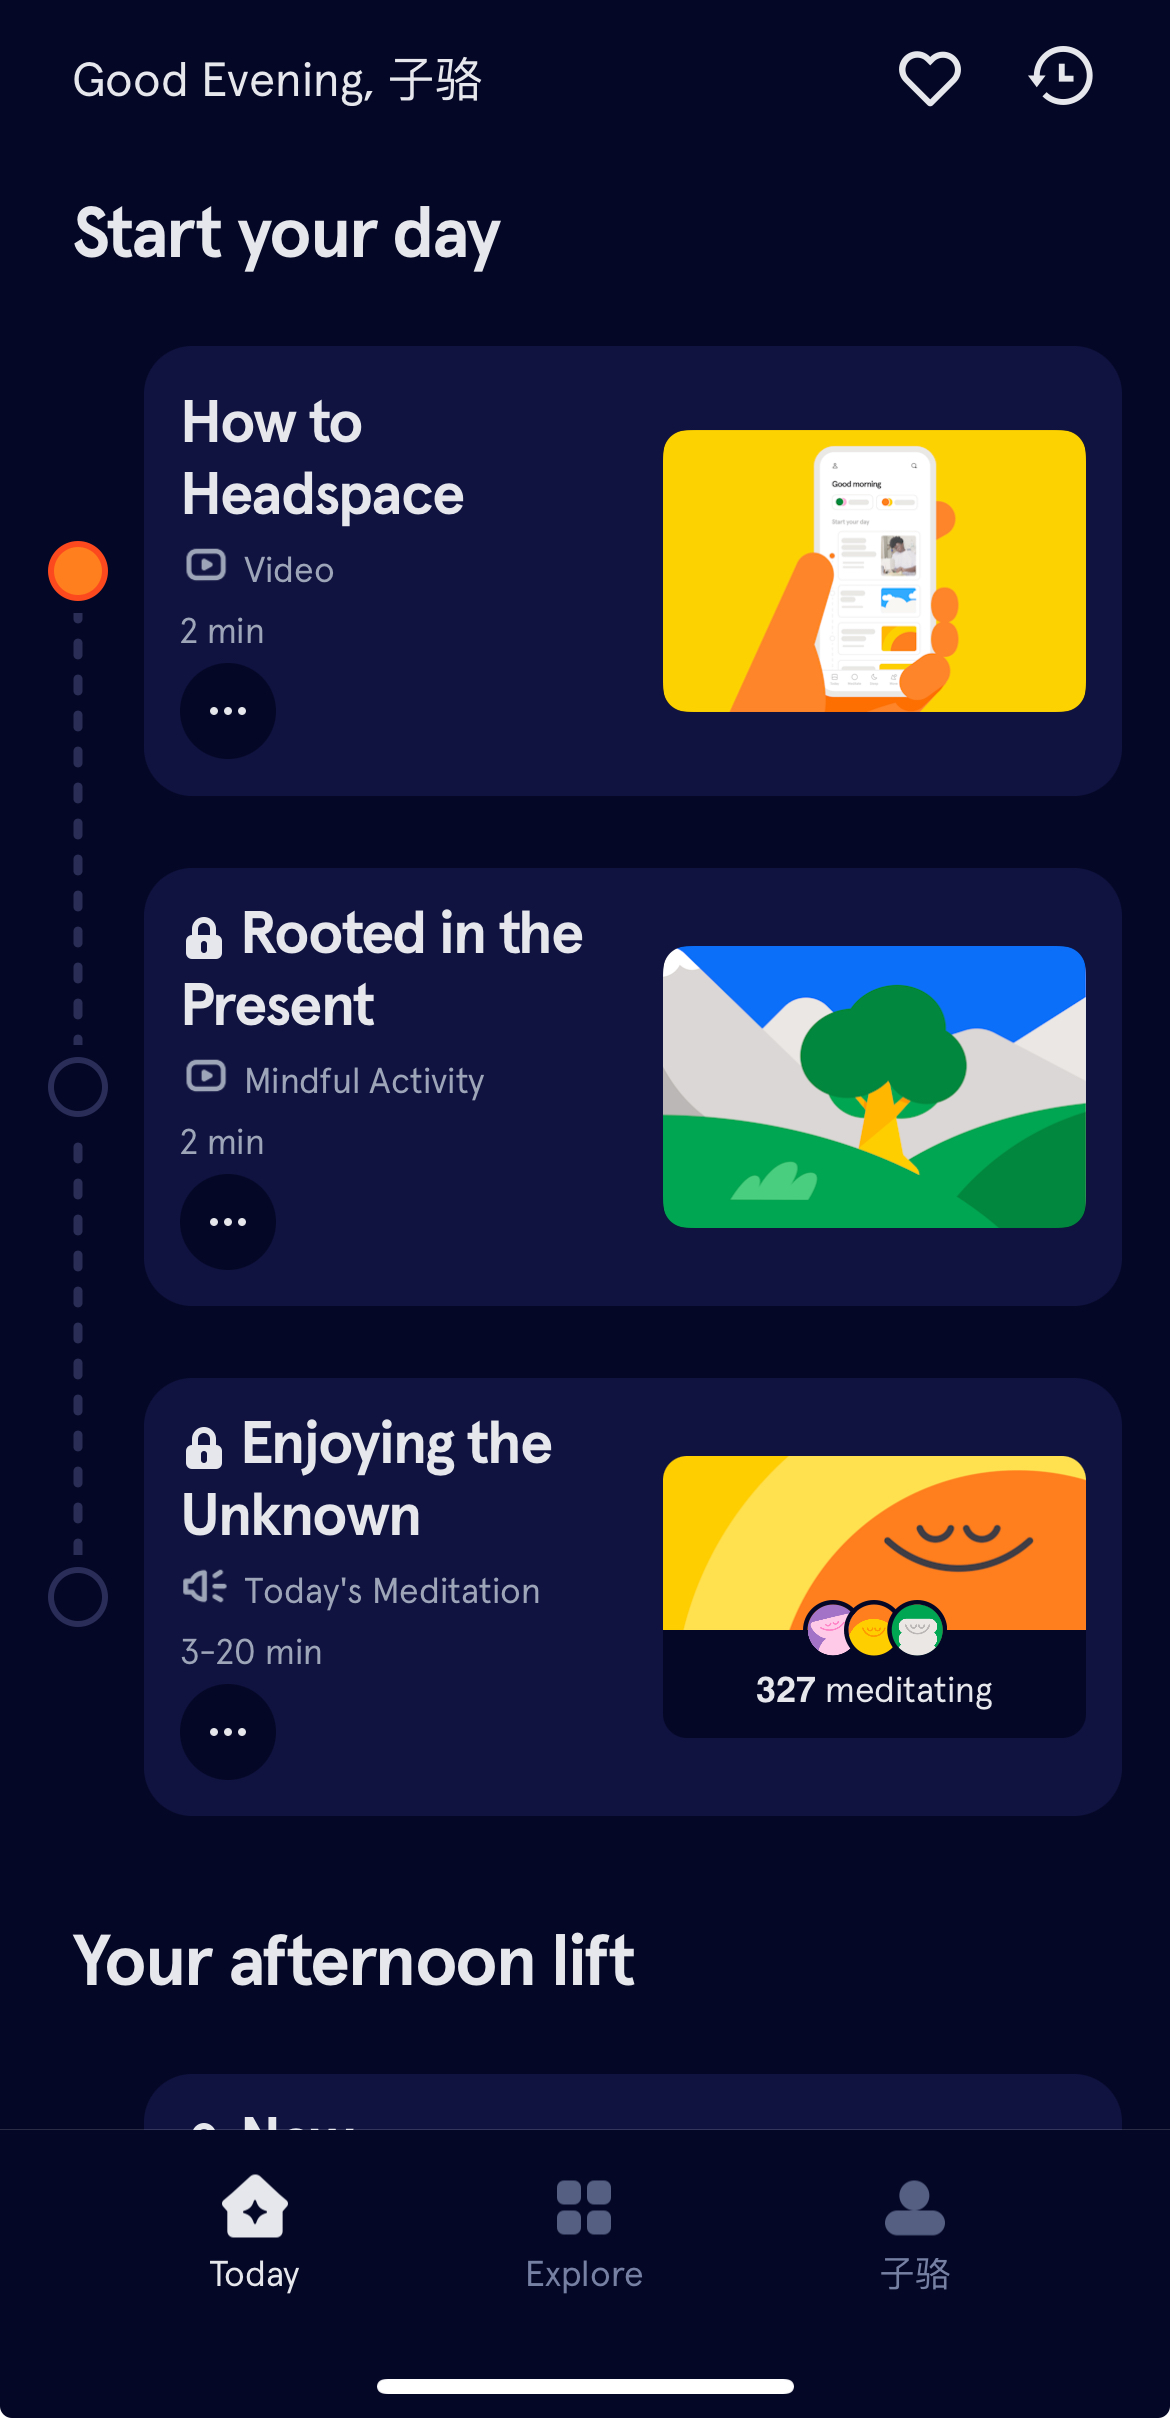 Good Evening, 子骆
Start your day
How to
Headspace
Video
2 min
Good morning
Start your day
Rooted in the
Present
Mindful Activity
2 min
Enjoying the
Unknown
Today's Meditation
3-20 min
327 meditating
Your afternoon lift
Today
Explore
子骆